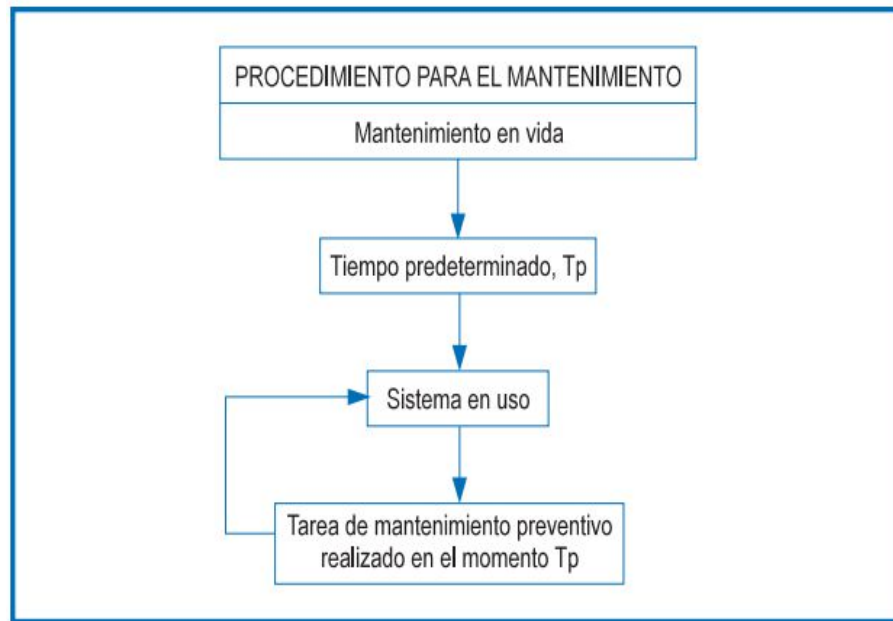 PROCEDIMIENTO PARA EL MANTENIMIENTO
Mantenimiento en vida
Tiempo predeterminado, Tp
Sistema en uso
Tarea de mantenimiento preventivo
realizado en el momento Tp